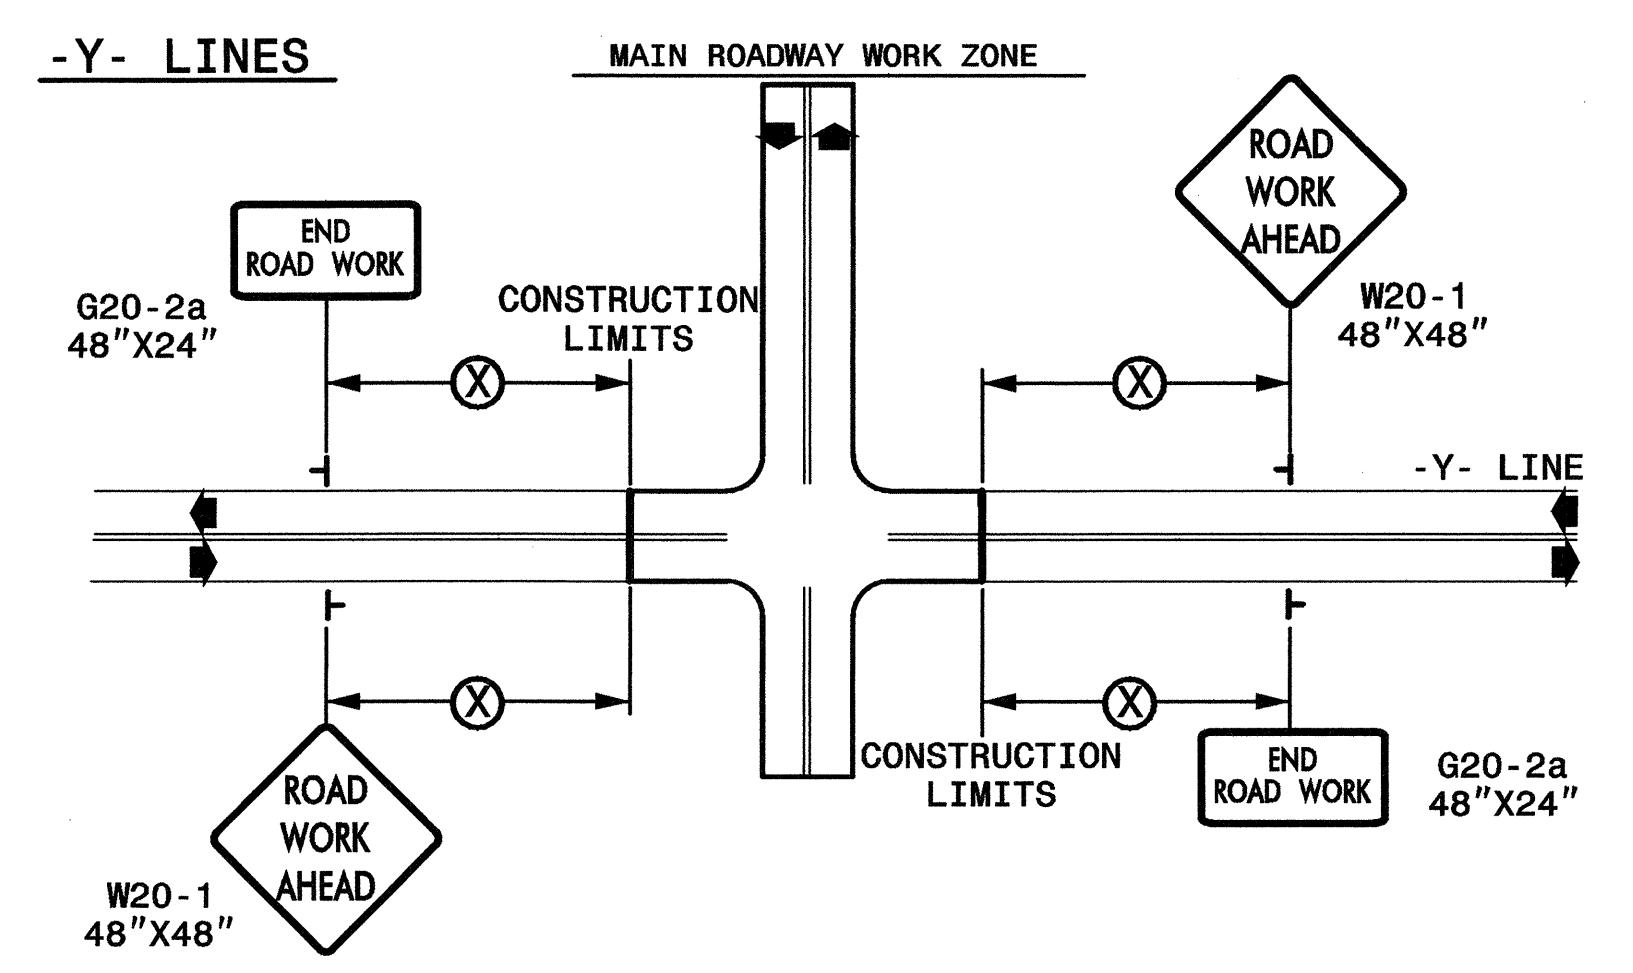 -Y- LINES
MAIN ROADWAY WORK ZONE
ROAD
WORK
AHEAD
END
ROAD WORK
G20-2a
48"X24"
CONSTRUCTION
LIMITS
W20-1
48"X48"
X
X
-Y- LINE
X
X
CONSTRUCTION
LIMITS
END
ROAD WORK
G20-2a
48"X24"
ROAD
WORK
AHEAD
W20-1
48"X48"